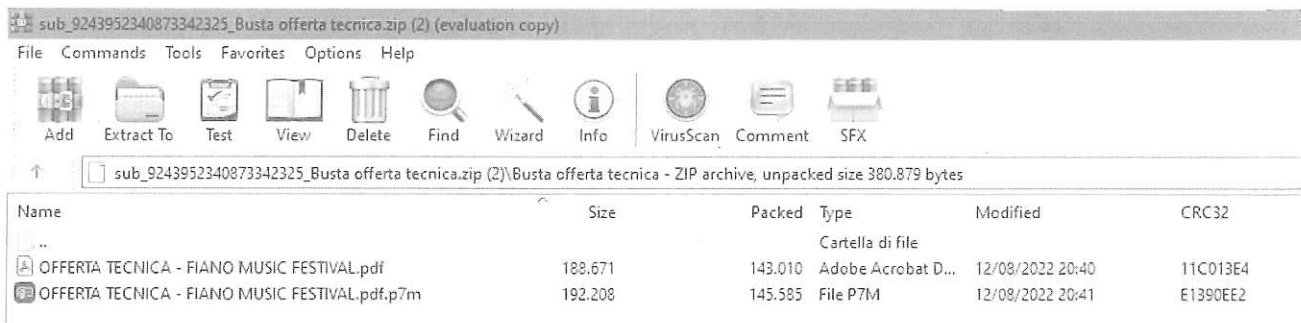 sub_9243952340873342325_Busta offerta tecnica.zip (2) (evaluation copy)
File Commands Tools Favorites Options Help
Add Extract To Test View Delete Find Wizard Info VirusScan Comment SFX
sub_9243952340873342325_Busta offerta tecnica.zip (2)\Busta offerta tecnica - ZIP archive, unpacked size 380.879 bytes
Name Size Packed Type Modified CRC32
.. Cartella di file
OFFERTA TECNICA - FIANO MUSIC FESTIVAL.pdf 188.671 143.010 Adobe Acrobat D... 12/08/2022 20:40 11C013E4
OFFERTA TECNICA - FIANO MUSIC FESTIVAL.pdf.p7m 192.208 145.585 File P7M 12/08/2022 20:41 E1390EE2